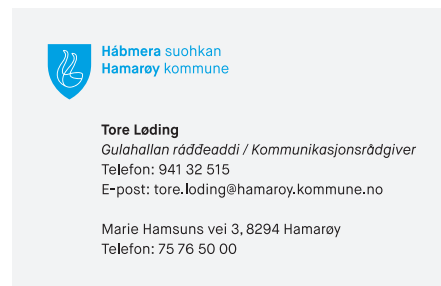 Hábmera suohkan
Hamarøy kommune
Tore Løding
Gulahallan ráđđeaddi / Kommunikasjonsrådgiver
Telefon: 941 32 515
E-post: tore.loding@hamaroy.kommune.no
Marie Hamsuns vei 3, 8294 Hamarøy
Telefon: 75 76 50 00